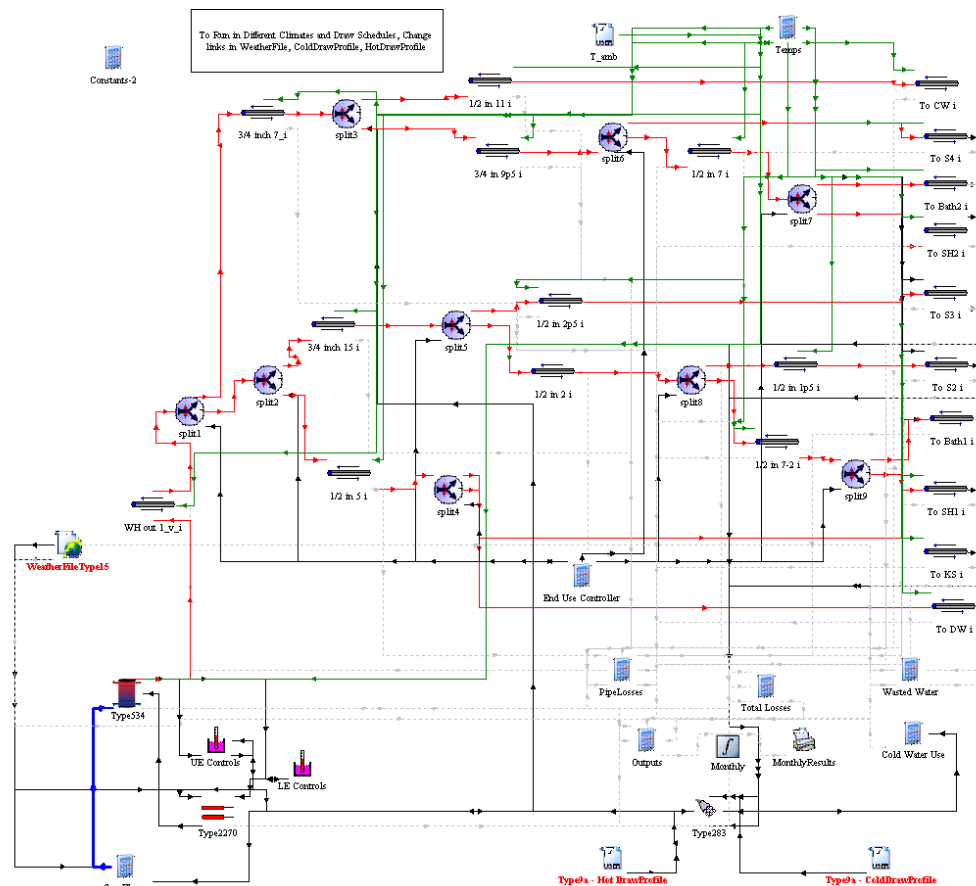 To Run in Different Climates and Draw Schedules, Change
links in WeatherFile, ColdDrawProfile, HotDrawProfile
T_amb
Temps
Constants-2
1/2 in 11 i
To CW i
3/4 inch 7_i
split3
split6
3/4 in 9p5 i
1/2 in 7 i
To S4 i
To Bath2 i
split7
To SH2 i
1/2 in 2p5 i
To S3 i
3/4 inch 15 i
split5
1/2 in 2 i
split8
1/2 in 1p5 i
To S2 i
split2
split1
To Bath1 i
1/2 in 7-2 i
split9
1/2 in 5 i
split4
To SH1 i
WH out 1_v_i
WeatherFileType15
To KS i
End Use Controller
To DW i
PipeLosses
Wasted Water
Type534
Total Losses
UE Controls
Outputs
Monthly
MonthlyResults
Cold Water Use
LE Controls
Type2270
Type283
Type9a - Hot DrawProfile
Type9a - ColdDrawProfile